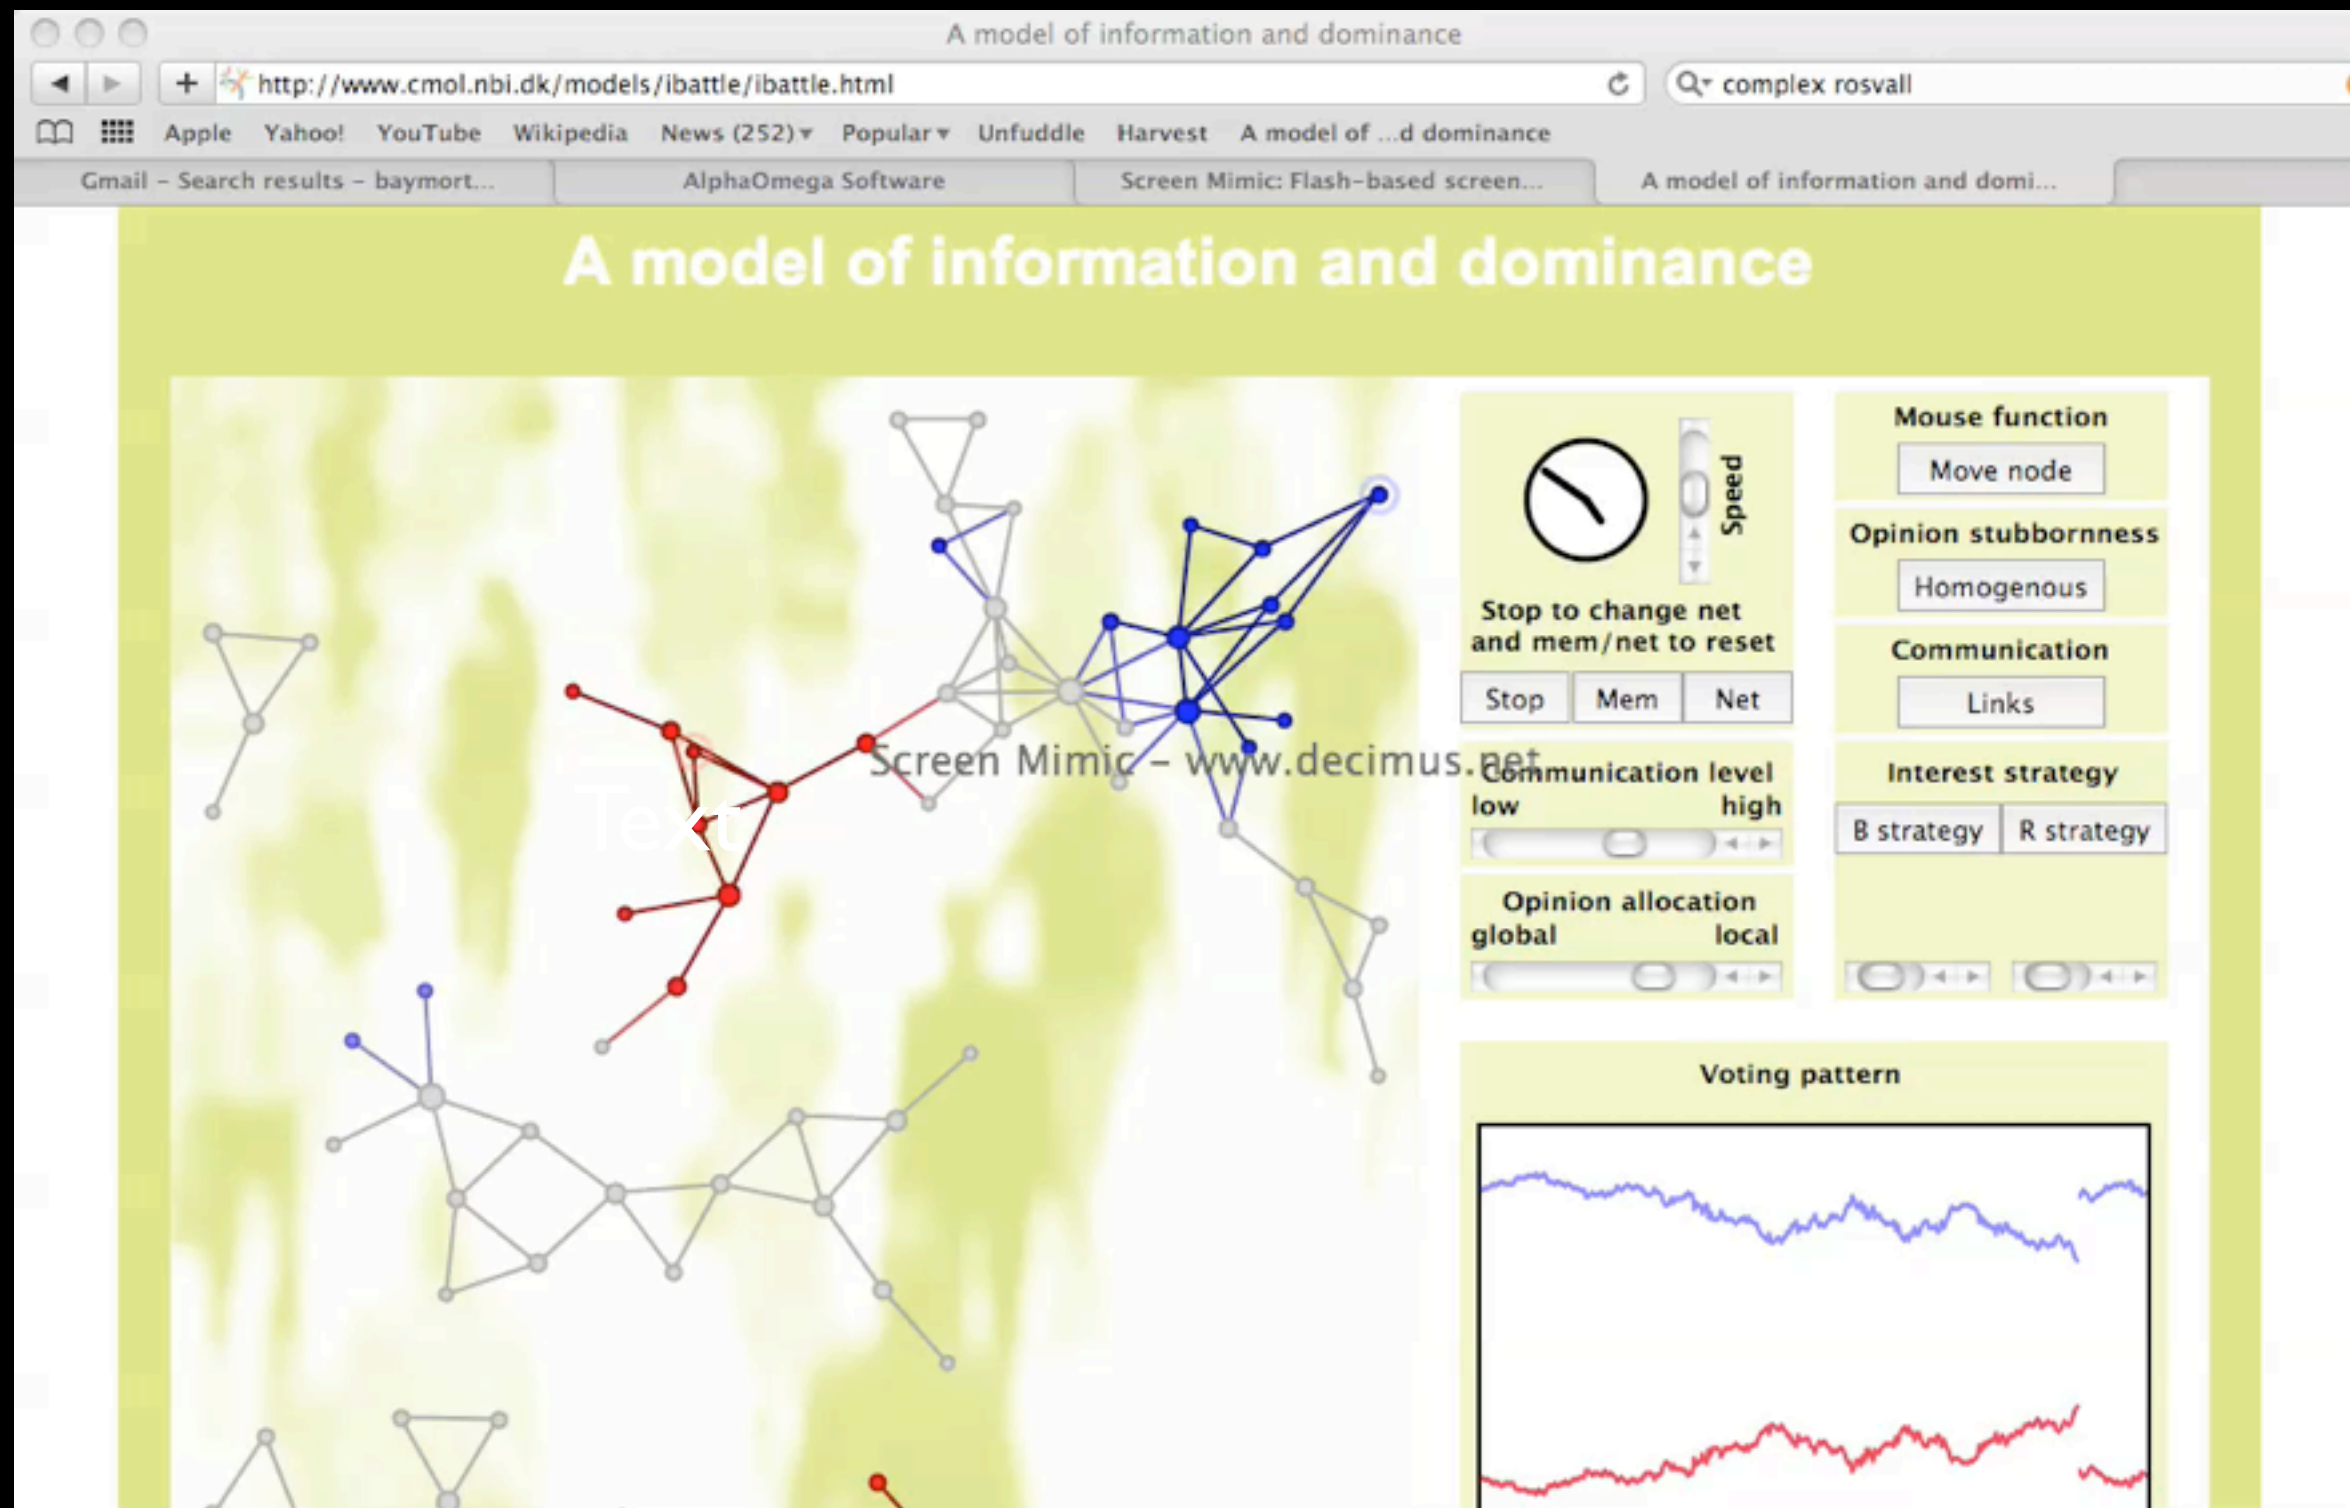 A model of information and dominance
http://www.cmol.nbi.dk/models/ibattle/ibattle.html
complex rosvall
Apple Yahoo! YouTube Wikipedia News (252) Popular Unfuddle Harvest A model of ...d dominance
Gmail – Search results – baymort... AlphaOmega Software Screen Mimic: Flash-based screen... A model of information and domi...
A model of information and dominance
Speed
Stop to change net
and mem/net to reset
Stop Mem Net
Mouse function
Move node
Opinion stubbornness
Homogenous
Communication
Links
Screen Mimic – www.decimus.net
Text
Communication level
low high
Opinion allocation
global local
Interest strategy
B strategy R strategy
Voting pattern